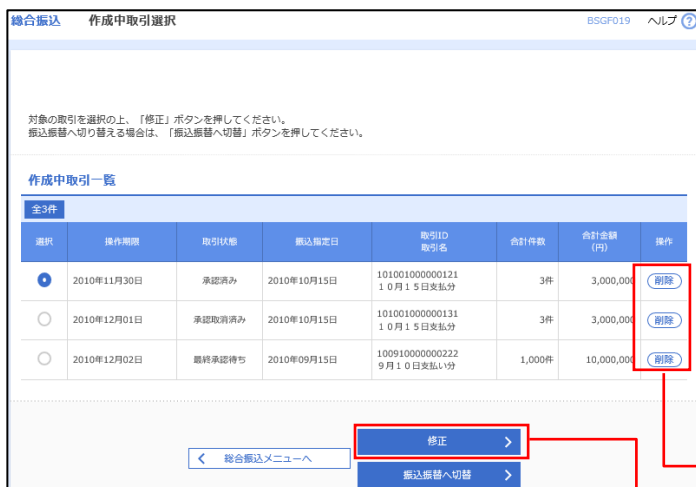 総合振込 作成中取引選択 BSGF019 ヘルプ ?
対象の取引を選択の上、「修正」ボタンを押してください。
振込振替へ切り替える場合は、「振込振替へ切替」ボタンを押してください。
作成中取引一覧
全3件
選択 操作期限 取引状態 振込指定日 取引ID 取引名 合計件数 合計金額 (円) 操作
2010年11月30日 承認済み 2010年10月15日 101001000000121 3件 3,000,000 削除
10月15日支払分
2010年12月01日 承認取消済み 2010年10月15日 101001000000131 3件 3,000,000 削除
10月15日支払分
2010年12月02日 最終承認待ち 2010年09月15日 100910000000222 1,000件 10,000,000 削除
9月10日支払い分
修正
総合振込メニューへ
振込振替へ切替